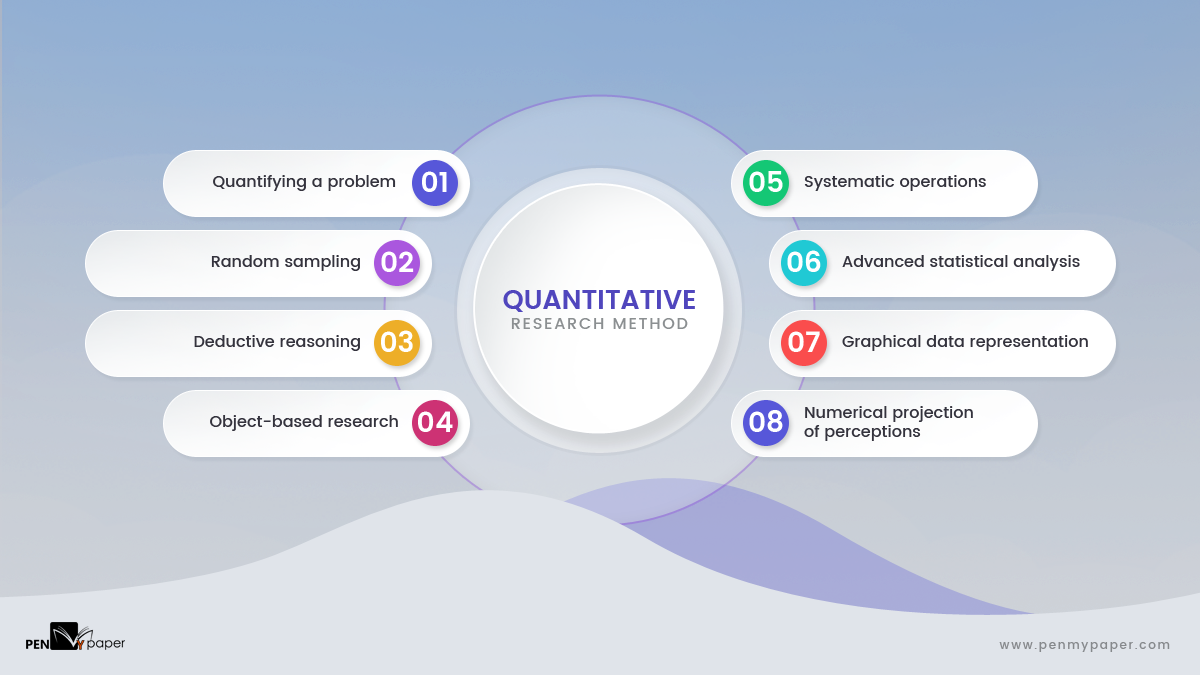 QUANTITATIVE
RESEARCH METHOD
01 Quantifying a problem
02 Random sampling
03 Deductive reasoning
04 Object-based research
05 Systematic operations
06 Advanced statistical analysis
07 Graphical data representation
08 Numerical projection
of perceptions
PEN MY paper
www.penmypaper.com